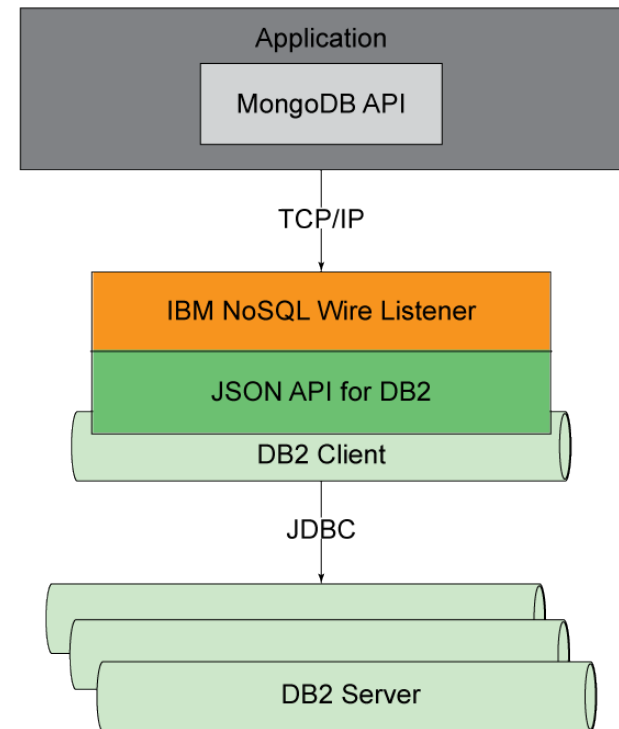 Application
MongoDB API
TCP/IP
IBM NoSQL Wire Listener
JSON API for DB2
DB2 Client
JDBC
DB2 Server